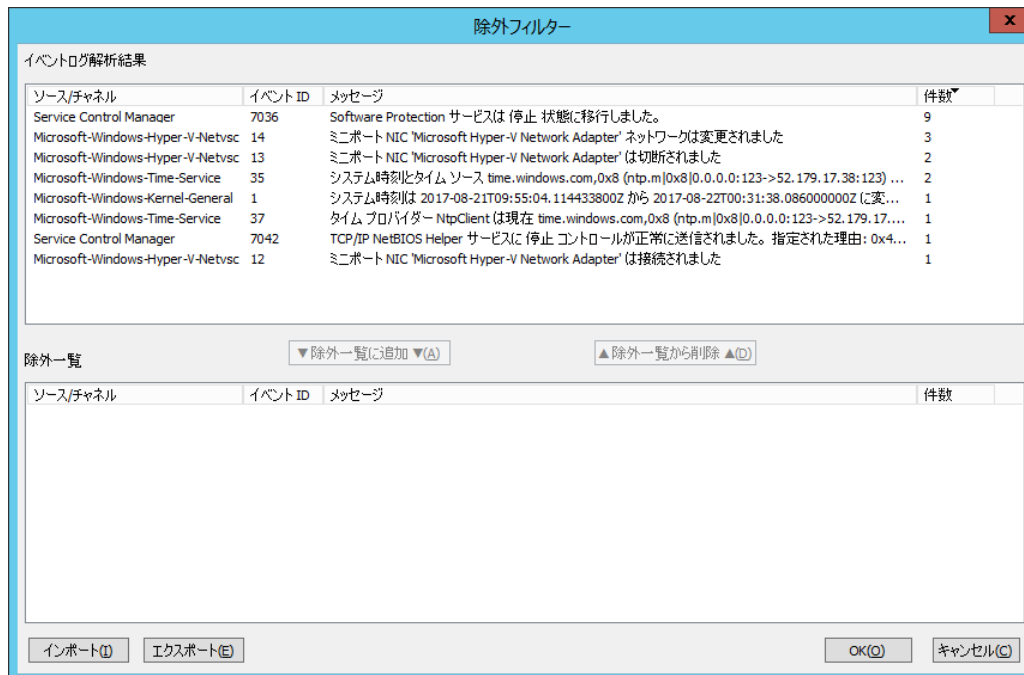 除外フィルター
x
イベントログ解析結果
ソース/チャネル イベント ID メッセージ 件数
Service Control Manager 7036 Software Protection サービスは 停止 状態に移行しました。 9
Microsoft-Windows-Hyper-V-Netvsc 14 ミニポート NIC 'Microsoft Hyper-V Network Adapter' ネットワークは変更されました 3
Microsoft-Windows-Hyper-V-Netvsc 13 ミニポート NIC 'Microsoft Hyper-V Network Adapter' は切断されました 2
Microsoft-Windows-Time-Service 35 システム時刻とタイム ソース time.windows.com,0x8 (ntp.m|0x8|0.0.0.0:123->52.179.17.38:123) ... 2
Microsoft-Windows-Kernel-General 1 システム時刻は 2017-08-21T09:55:04.114433800Z から 2017-08-22T00:31:38.086000000Z に変... 1
Microsoft-Windows-Time-Service 37 タイム プロバイダー NtpClient は現在 time.windows.com,0x8 (ntp.m|0x8|0.0.0.0:123->52.179.17.... 1
Service Control Manager 7042 TCP/IP NetBIOS Helper サービスに 停止 コントロールが正常に送信されました。指定された理由: 0x4... 1
Microsoft-Windows-Hyper-V-Netvsc 12 ミニポート NIC 'Microsoft Hyper-V Network Adapter' は接続されました 1
除外一覧 ▼除外一覧に追加 ▼(A) ▲除外一覧から削除 ▲(D)
ソース/チャネル イベント ID メッセージ 件数
インポート(I) エクスポート(E) OK(O) キャンセル(C)